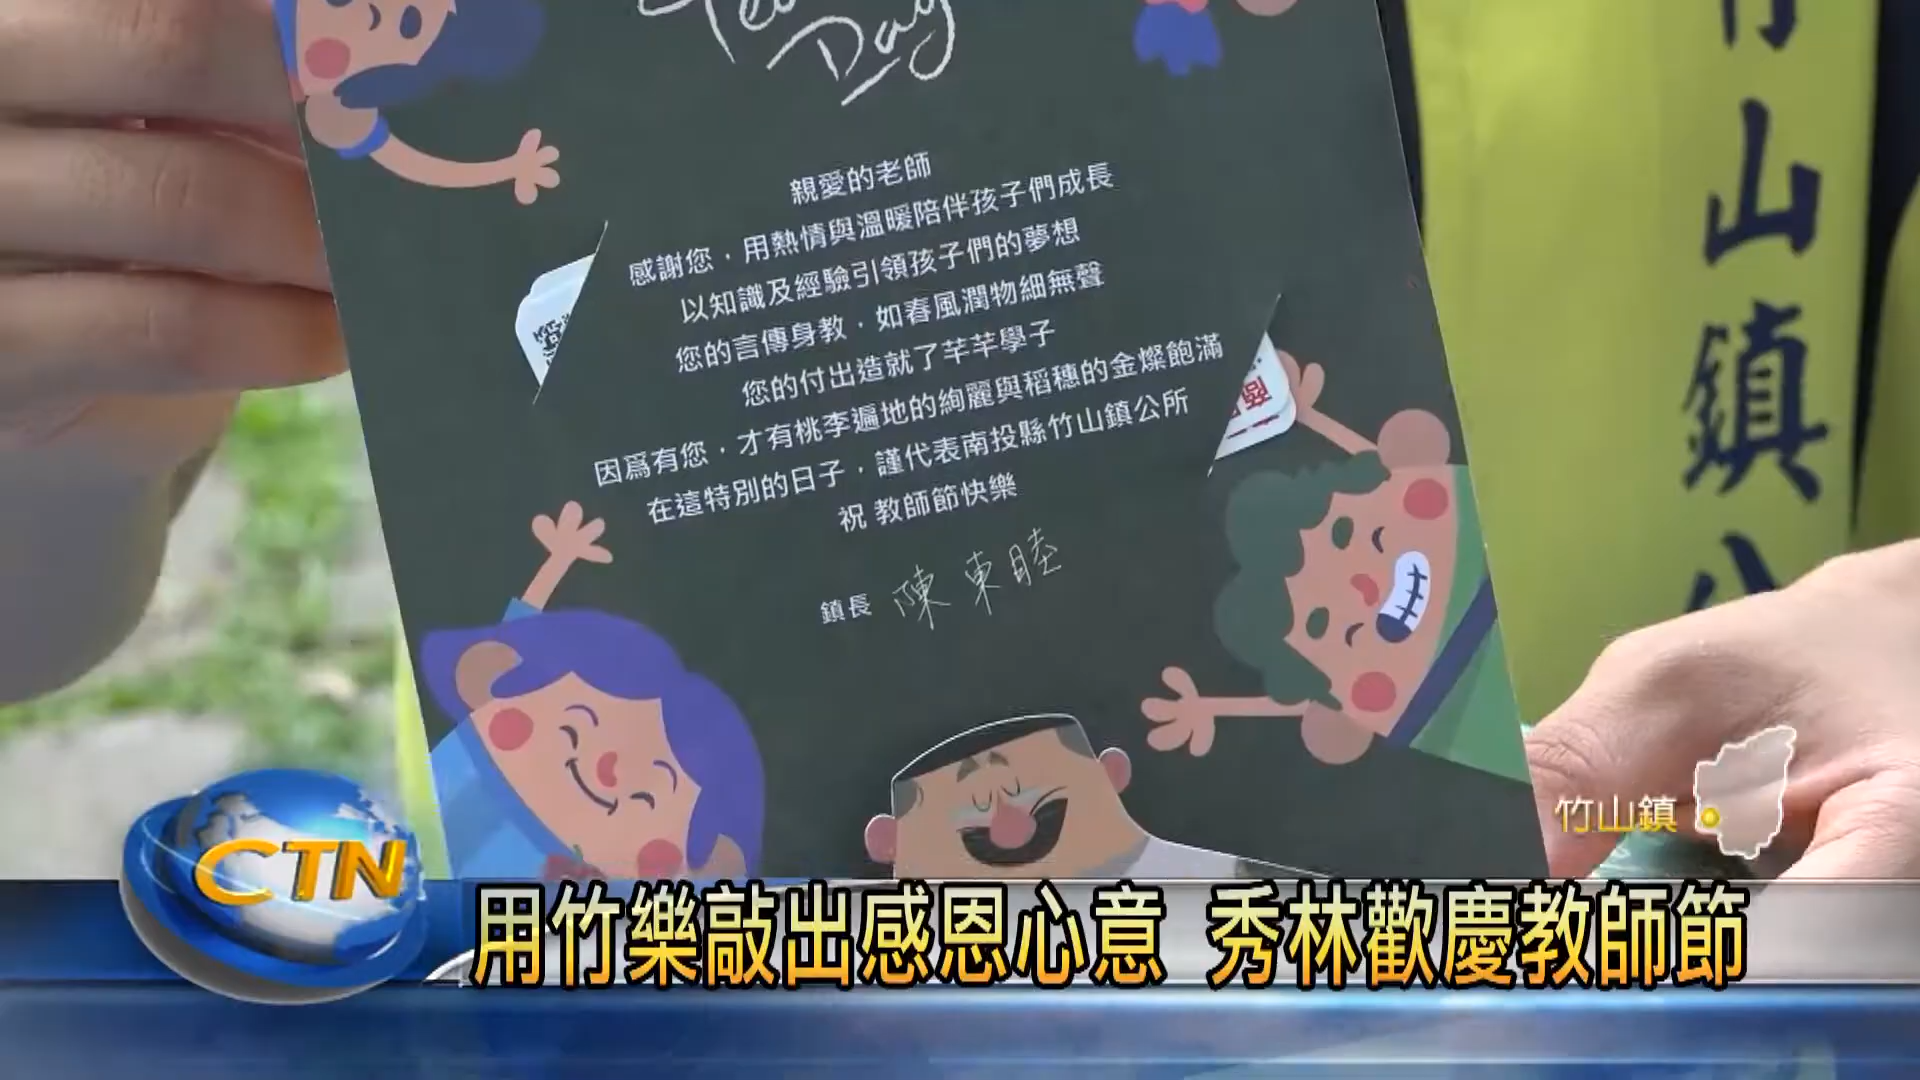 Day
親愛的老師
感謝您，用熱情與溫暖陪伴孩子們成長
以知識及經驗引領孩子們的夢想
您的言傳身教，如春風潤物細無聲
您的付出造就了芊芊學子
因為有您，才有桃李遍地的絢麗與稻穗的金燦飽滿
在這特別的日子，謹代表南投縣竹山鎮公所
祝 教師節快樂
鎮長 陳東睦
竹山鎮公
竹山鎮
CTN
用竹樂敲出感恩心意 秀林歡慶教師節